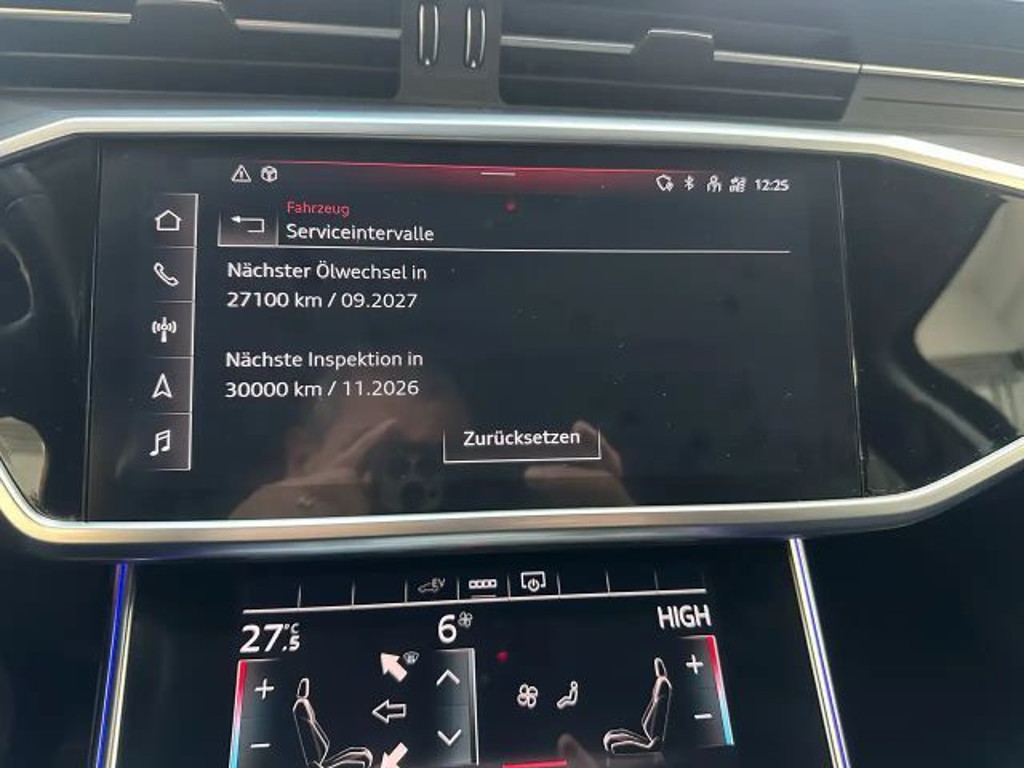 12:25
Fahrzeug
Serviceintervalle
Nächster Ölwechsel in
27100 km / 09.2027
Nächste Inspektion in
30000 km / 11.2026
Zurücksetzen
EV
27.5 °C
6
HIGH
+
+
−
−